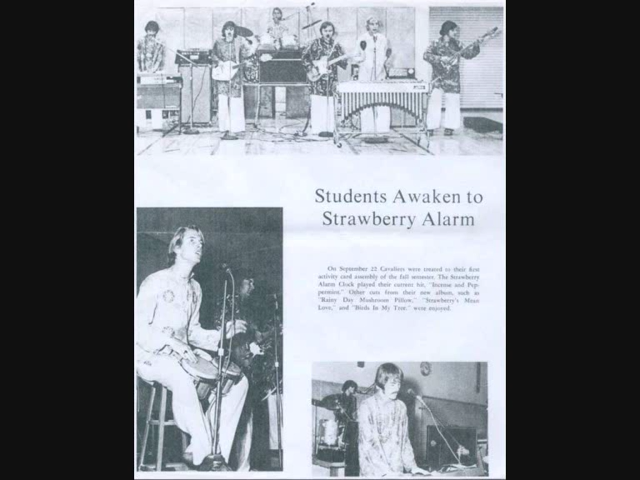 Students Awaken to
Strawberry Alarm
On September 22 Cavaliers were treated to their first
activity card assembly of the fall semester. The Strawberry
Alarm Clock played their current hit, "Incense and Pep-
permint." Other cuts from their new album, such as
"Rainy Day Mushroom Pillow," "Strawberry's Mean
Love," and "Birds In My Tree," were enjoyed.